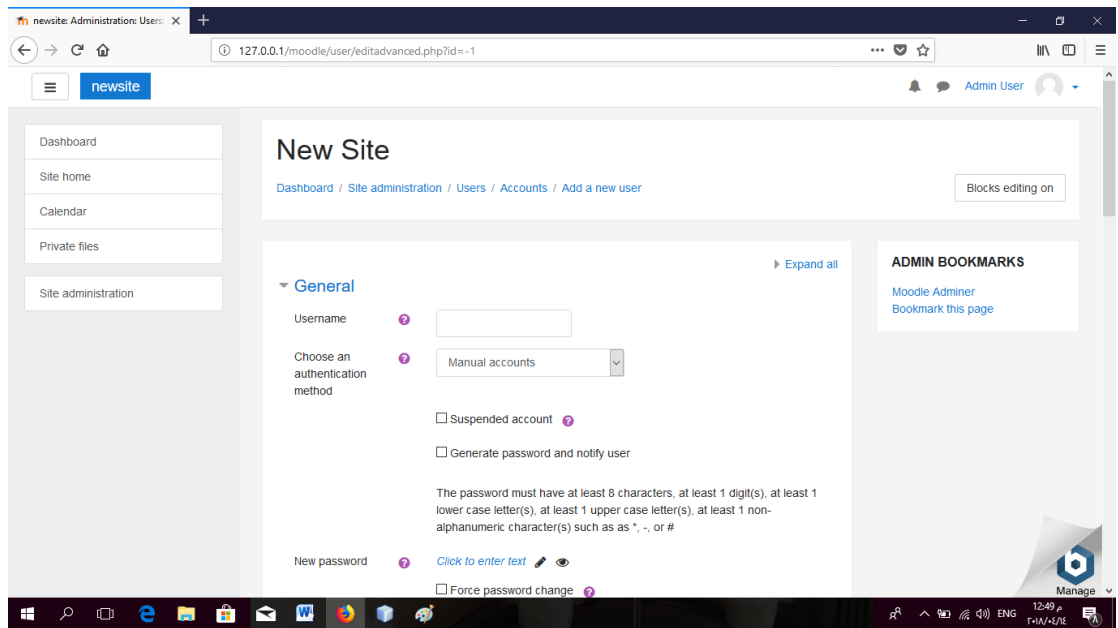 newsite: Administration: Users:
127.0.0.1/moodle/user/editadvanced.php?id=-1
newsite
Admin User
Dashboard
Site home
Calendar
Private files
Site administration
New Site
Dashboard / Site administration / Users / Accounts / Add a new user
Blocks editing on
Expand all
General
Username
Choose an
authentication
method
Manual accounts
Suspended account
Generate password and notify user
The password must have at least 8 characters, at least 1 digit(s), at least 1
lower case letter(s), at least 1 upper case letter(s), at least 1 non-
alphanumeric character(s) such as as *, -, or #
New password
Click to enter text
Force password change
ADMIN BOOKMARKS
Moodle Adminer
Bookmark this page
Manage
ENG
12:49 م
٢٠١٨/٠٤/١٤